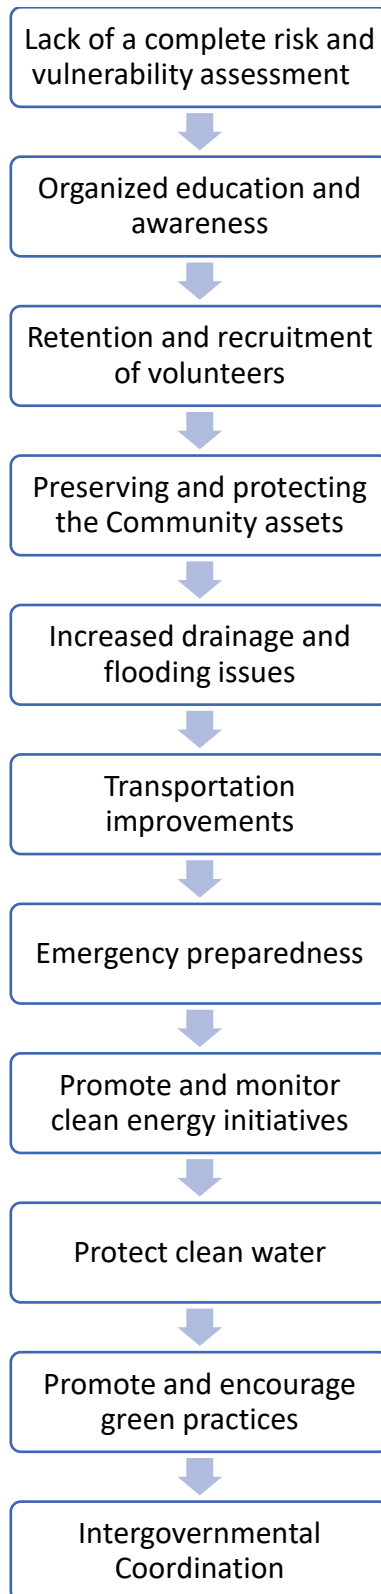 Lack of a complete risk and
vulnerability assessment
Organized education and
awareness
Retention and recruitment
of volunteers
Preserving and protecting
the Community assets
Increased drainage and
flooding issues
Transportation
improvements
Emergency preparedness
Promote and monitor
clean energy initiatives
Protect clean water
Promote and encourage
green practices
Intergovernmental
Coordination